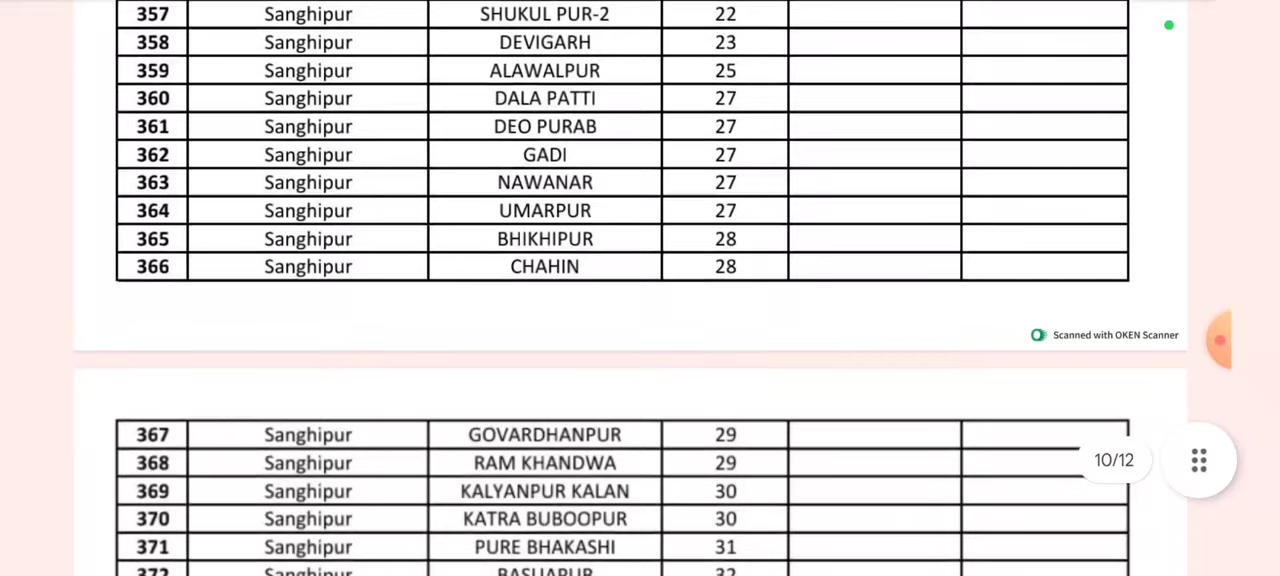 357 Sanghipur SHUKUL PUR-2 22
358 Sanghipur DEVIGARH 23
359 Sanghipur ALAWALPUR 25
360 Sanghipur DALA PATTI 27
361 Sanghipur DEO PURAB 27
362 Sanghipur GADI 27
363 Sanghipur NAWANAR 27
364 Sanghipur UMARPUR 27
365 Sanghipur BHIKHIPUR 28
366 Sanghipur CHAHIN 28
Scanned with OKEN Scanner
367 Sanghipur GOVARDHANPUR 29
368 Sanghipur RAM KHANDWA 29
10/12
369 Sanghipur KALYANPUR KALAN 30
370 Sanghipur KATRA BUBOOPUR 30
371 Sanghipur PURE BHAKASHI 31
372 Sanghipur 32